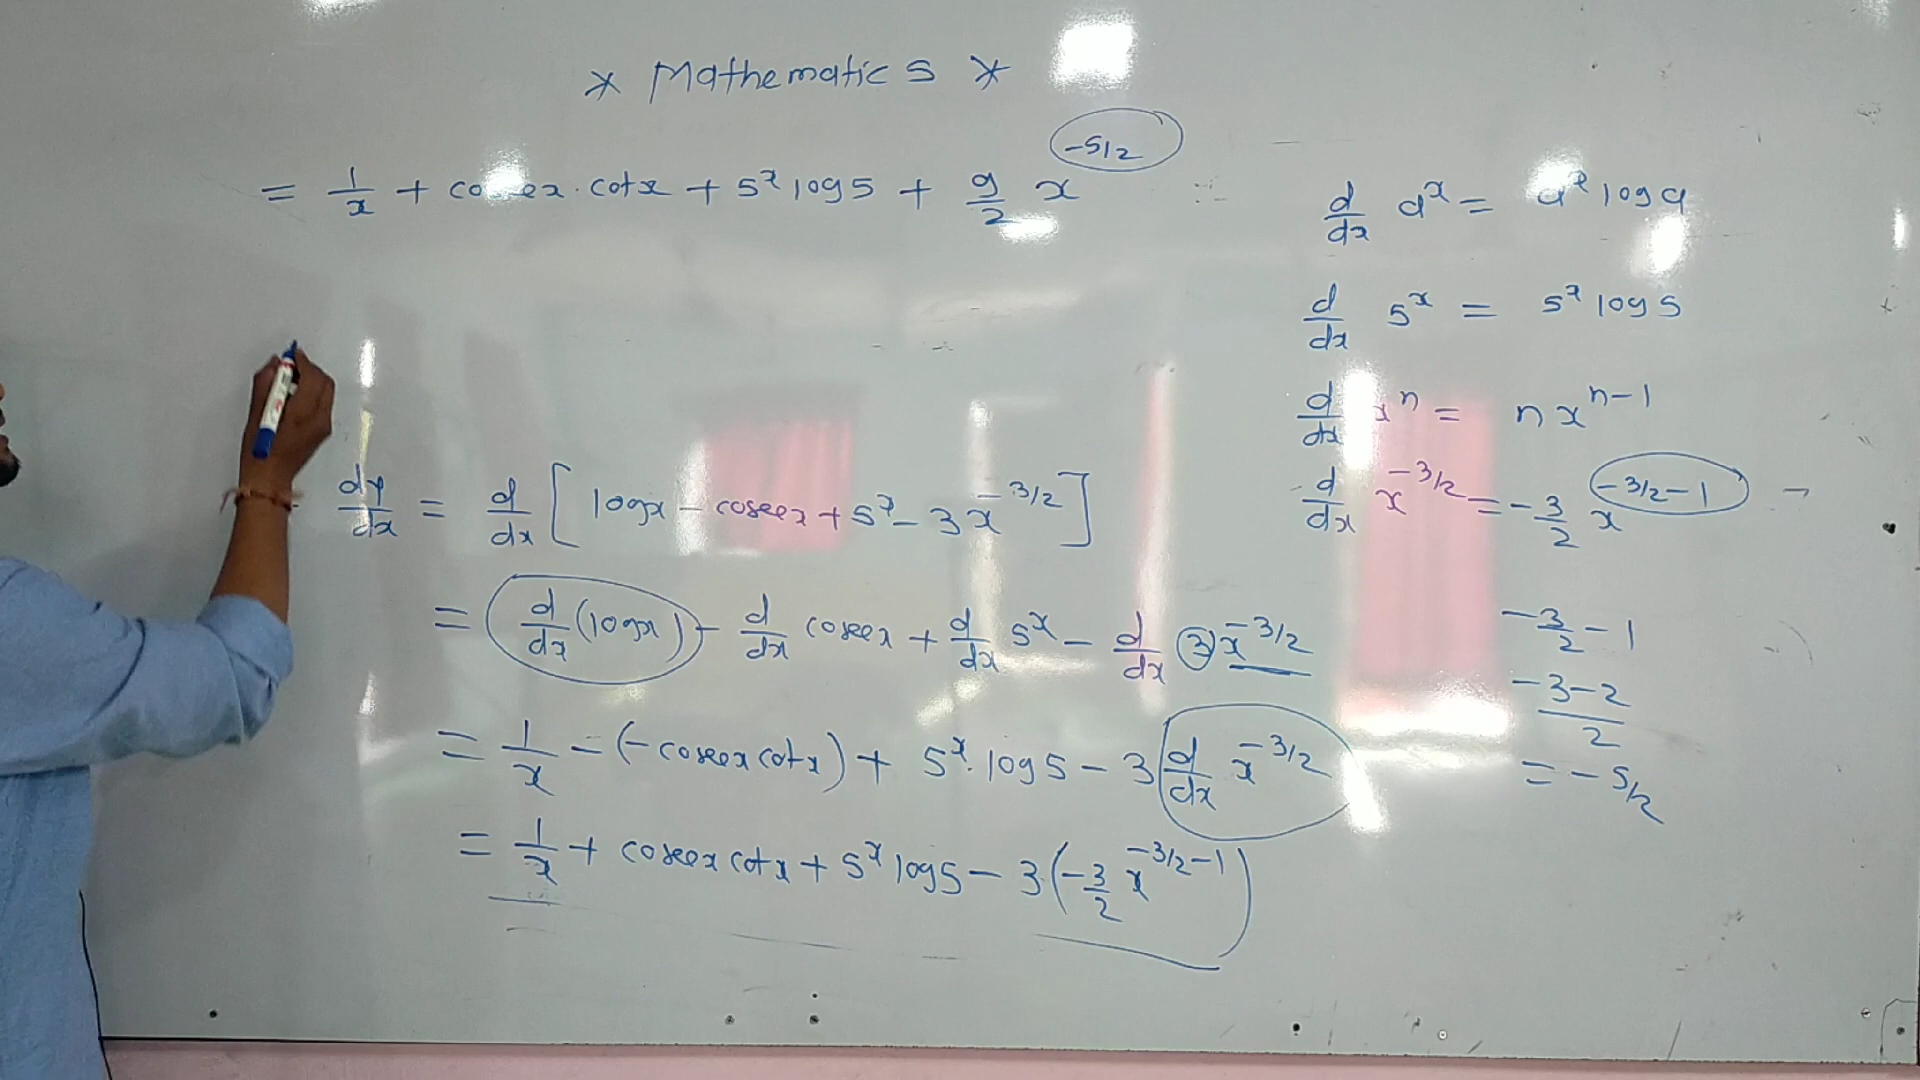 * Mathematics *
= 1/x + cosecx · cotx + 5^x log5 + 9/2 x^(-5/2)
dy/dx = d/dx [ logx - cosecx + 5^x - 3x^(-3/2) ]
= d/dx (logx) - d/dx cosecx + d/dx 5^x - d/dx 3x^(-3/2)
= 1/x - (-cosecx cotx) + 5^x · log5 - 3 d/dx x^(-3/2)
= 1/x + cosecx cotx + 5^x log5 - 3 (-3/2 x^(-3/2-1))
d/dx a^x = a^x log a
d/dx 5^x = 5^x log 5
d/dx x^n = n x^(n-1)
d/dx x^(-3/2) = -3/2 x^(-3/2-1)
-3/2 - 1
(-3-2)/2
= -5/2